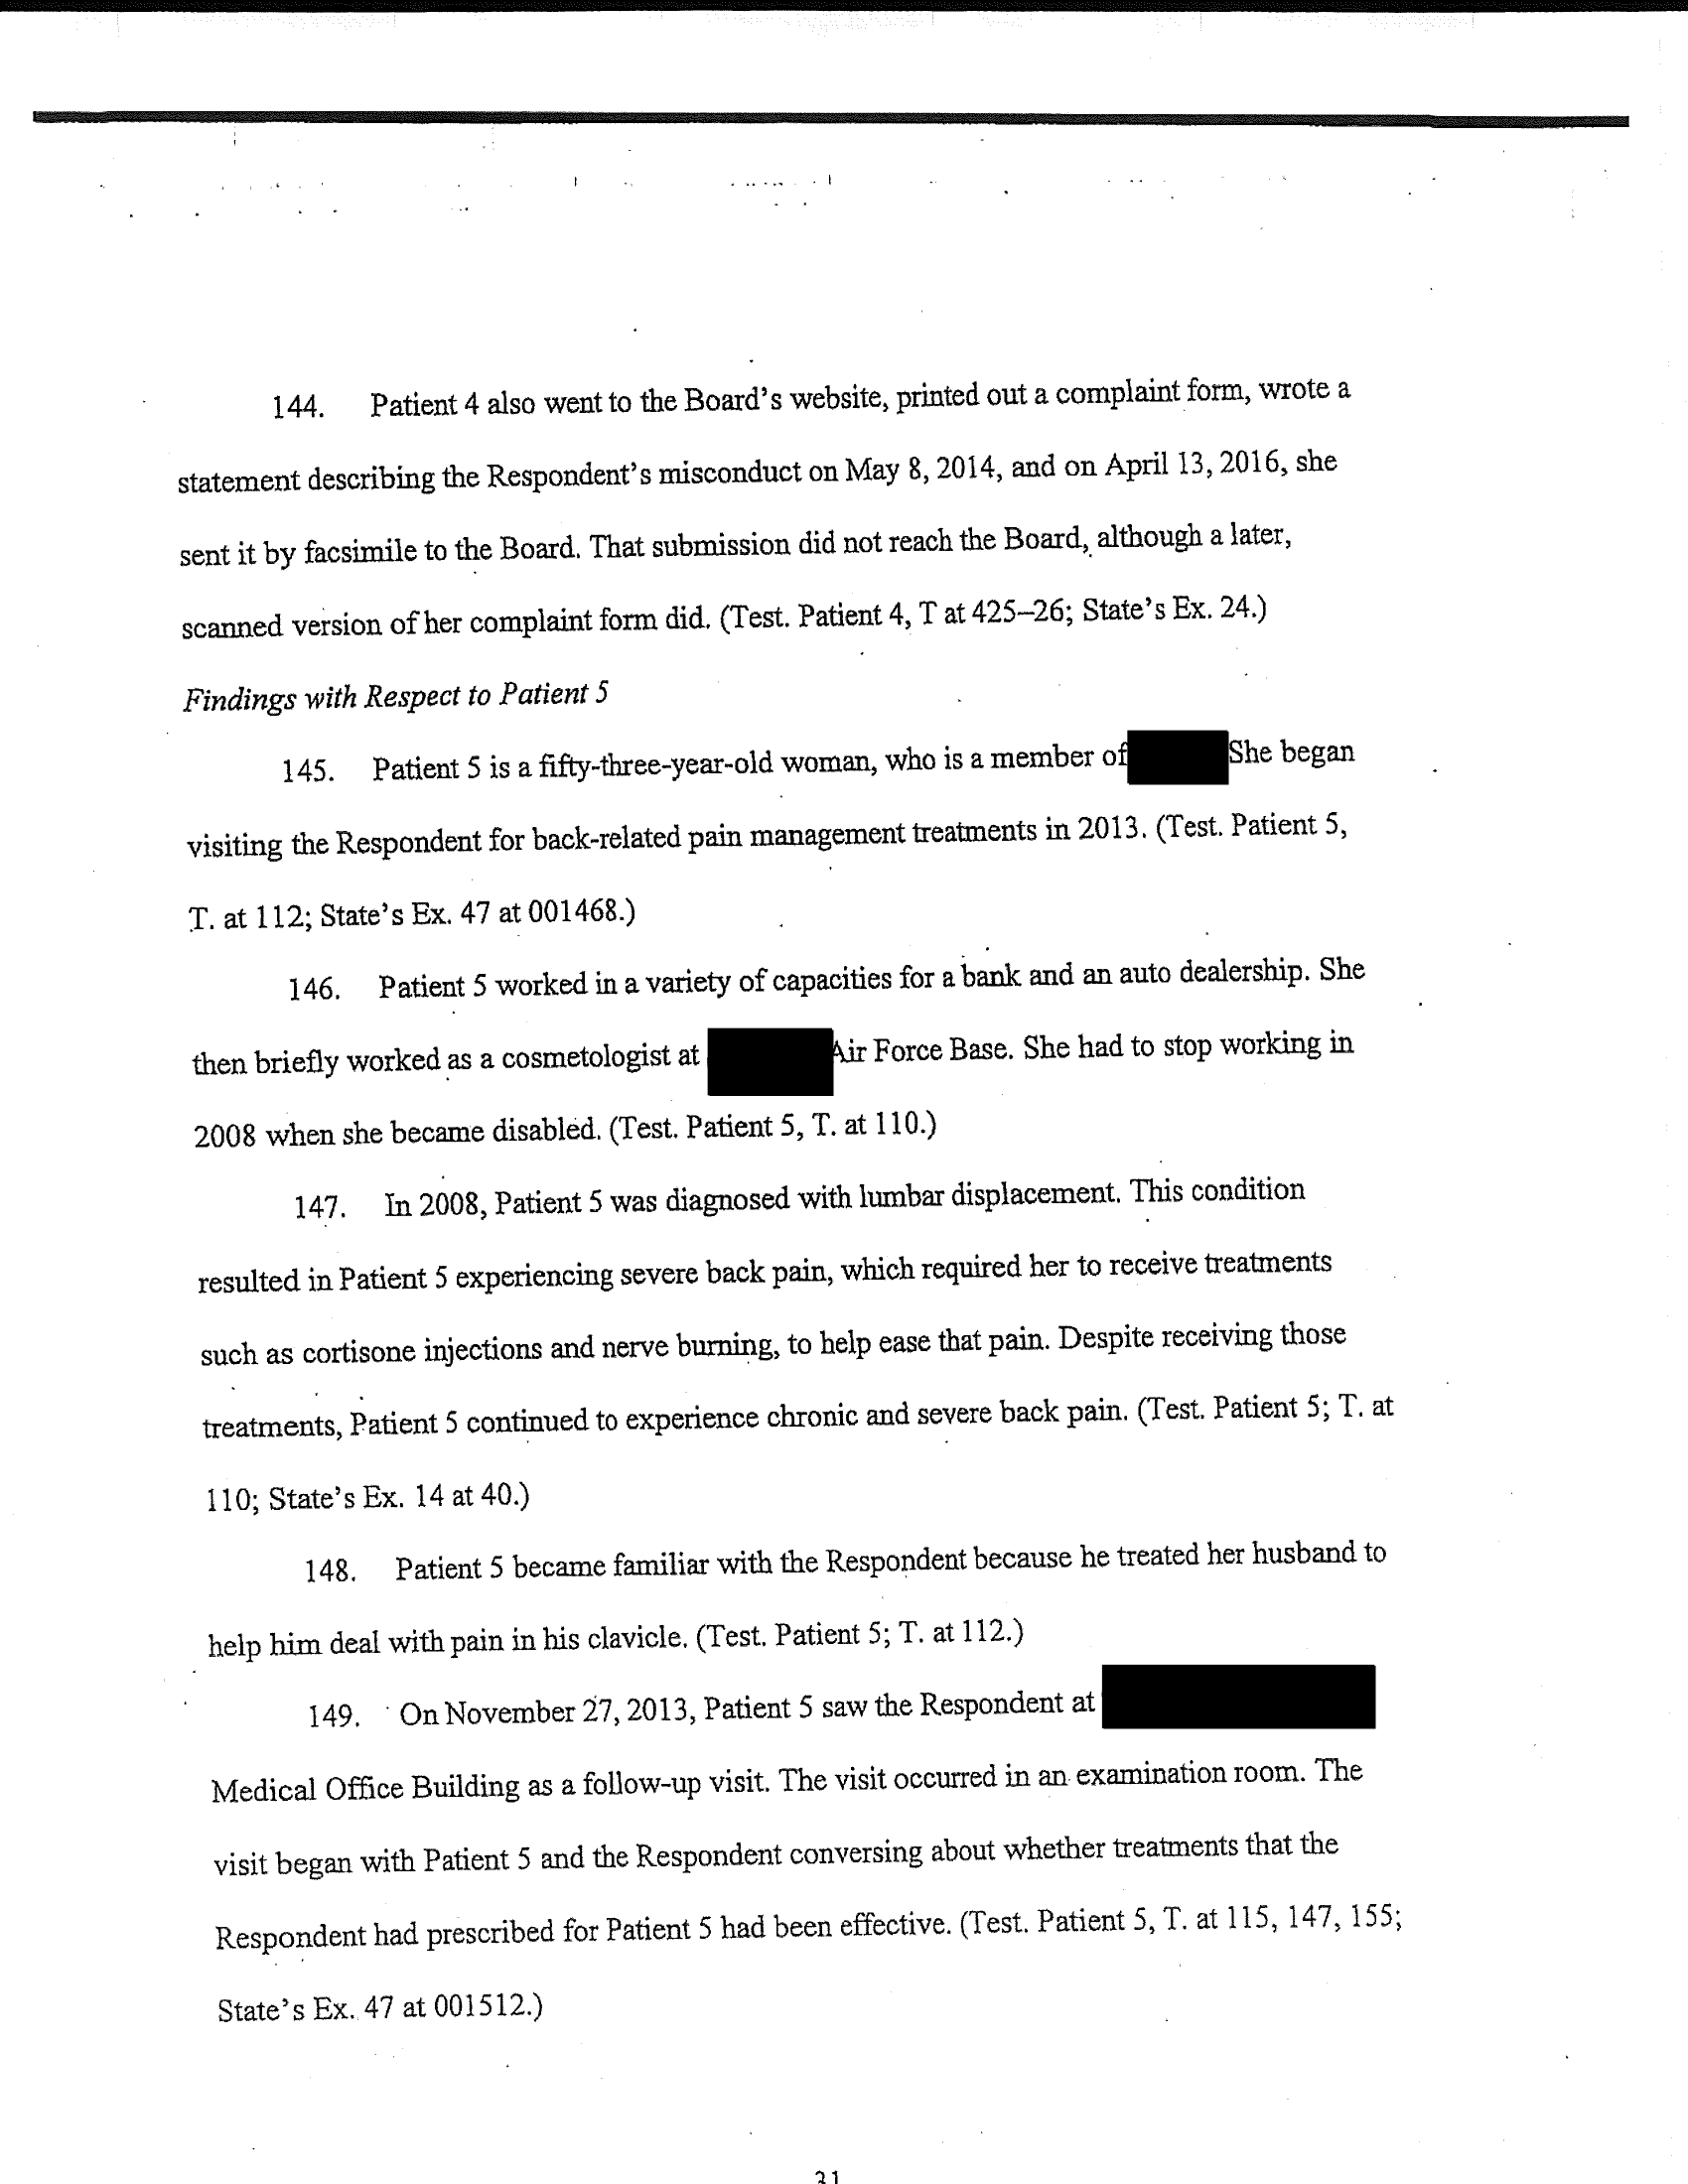 144. Patient 4 also went to the Board's website, printed out a complaint form, wrote a
statement describing the Respondent's misconduct on May 8, 2014, and on April 13, 2016, she
sent it by facsimile to the Board. That submission did not reach the Board, although a later,
scanned version of her complaint form did. (Test. Patient 4, T at 425–26; State's Ex. 24.)
Findings with Respect to Patient 5
145. Patient 5 is a fifty-three-year-old woman, who is a member of She began
visiting the Respondent for back-related pain management treatments in 2013. (Test. Patient 5,
T. at 112; State's Ex. 47 at 001468.)
146. Patient 5 worked in a variety of capacities for a bank and an auto dealership. She
then briefly worked as a cosmetologist at Air Force Base. She had to stop working in
2008 when she became disabled. (Test. Patient 5, T. at 110.)
147. In 2008, Patient 5 was diagnosed with lumbar displacement. This condition
resulted in Patient 5 experiencing severe back pain, which required her to receive treatments
such as cortisone injections and nerve burning, to help ease that pain. Despite receiving those
treatments, Patient 5 continued to experience chronic and severe back pain. (Test. Patient 5; T. at
110; State's Ex. 14 at 40.)
148. Patient 5 became familiar with the Respondent because he treated her husband to
help him deal with pain in his clavicle. (Test. Patient 5; T. at 112.)
149. On November 27, 2013, Patient 5 saw the Respondent at
Medical Office Building as a follow-up visit. The visit occurred in an examination room. The
visit began with Patient 5 and the Respondent conversing about whether treatments that the
Respondent had prescribed for Patient 5 had been effective. (Test. Patient 5, T. at 115, 147, 155;
State's Ex. 47 at 001512.)
31